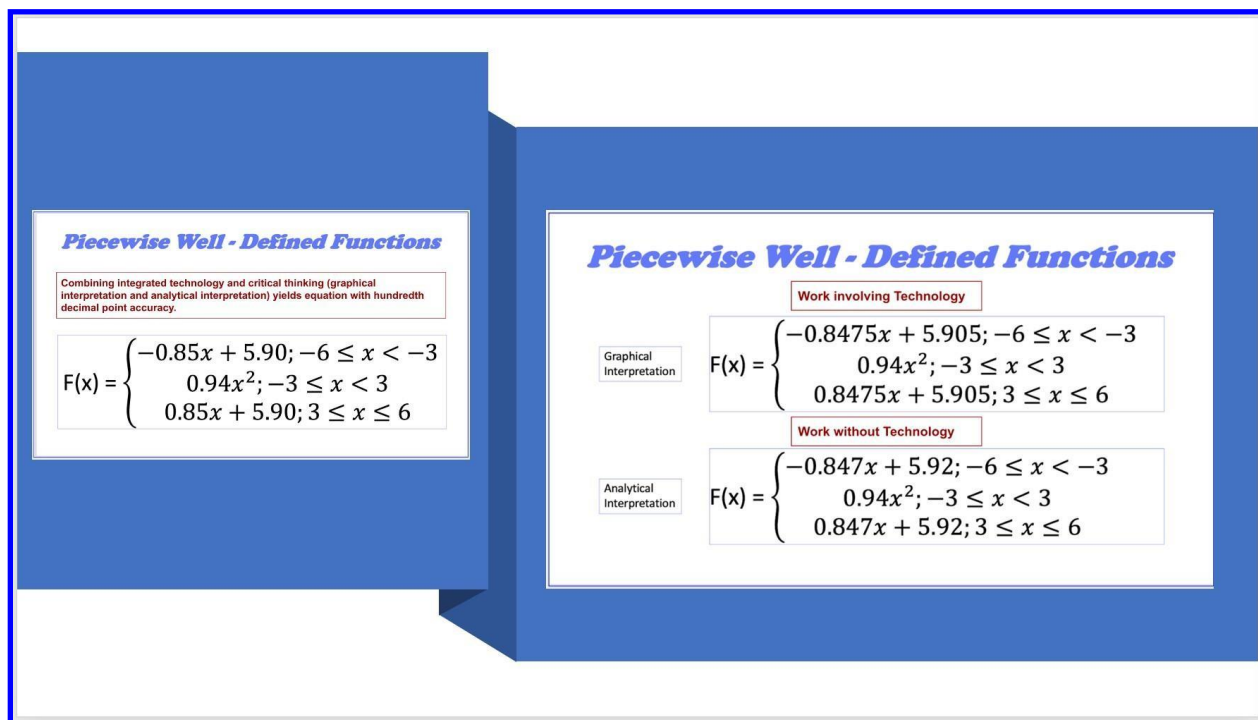 Piecewise Well - Defined Functions
Combining integrated technology and critical thinking (graphical
interpretation and analytical interpretation) yields equation with hundredth
decimal point accuracy.
−0.85x + 5.90; −6 ≤ x < −3
F(x) = { 0.94x²; −3 ≤ x < 3
0.85x + 5.90; 3 ≤ x ≤ 6
Piecewise Well - Defined Functions
Work involving Technology
Graphical
Interpretation
−0.8475x + 5.905; −6 ≤ x < −3
F(x) = { 0.94x²; −3 ≤ x < 3
0.8475x + 5.905; 3 ≤ x ≤ 6
Work without Technology
Analytical
Interpretation
−0.847x + 5.92; −6 ≤ x < −3
F(x) = { 0.94x²; −3 ≤ x < 3
0.847x + 5.92; 3 ≤ x ≤ 6